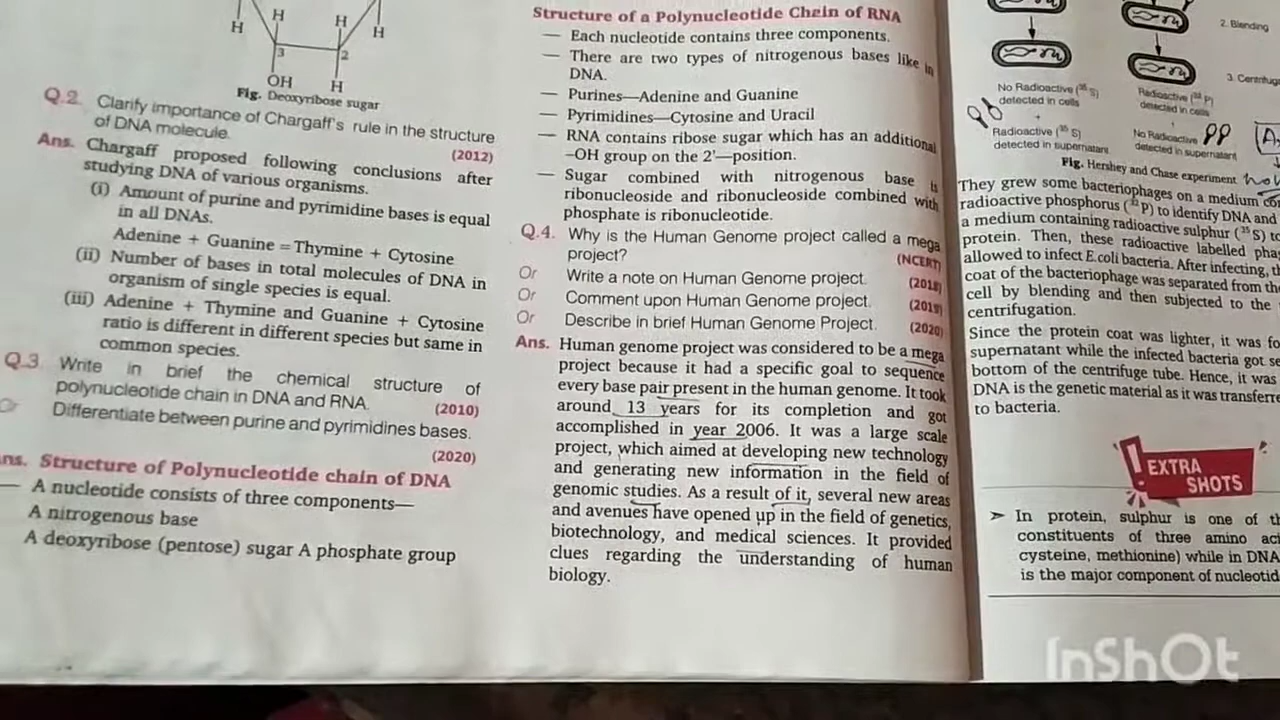 H
H
H
H
3
2
OH
H
Fig. Deoxyribose sugar
Q.2. Clarify importance of Chargaff's rule in the structure
of DNA molecule.
(2012)
Ans. Chargaff proposed following conclusions after
studying DNA of various organisms.
(i) Amount of purine and pyrimidine bases is equal
in all DNAs.
Adenine + Guanine = Thymine + Cytosine
(ii) Number of bases in total molecules of DNA in
organism of single species is equal.
(iii) Adenine + Thymine and Guanine + Cytosine
ratio is different in different species but same in
common species.
Q.3. Write in brief the chemical structure of
polynucleotide chain in DNA and RNA.
(2010)
Or Differentiate between purine and pyrimidines bases.
(2020)
ns. Structure of Polynucleotide chain of DNA
— A nucleotide consists of three components—
A nitrogenous base
A deoxyribose (pentose) sugar A phosphate group
Structure of a Polynucleotide Chain of RNA
— Each nucleotide contains three components.
— There are two types of nitrogenous bases like in
DNA.
— Purines—Adenine and Guanine
— Pyrimidines—Cytosine and Uracil
— RNA contains ribose sugar which has an additional
–OH group on the 2'—position.
— Sugar combined with nitrogenous base is
ribonucleoside and ribonucleoside combined with
phosphate is ribonucleotide.
Q.4. Why is the Human Genome project called a mega
project?
(NCERT)
Or Write a note on Human Genome project.
(2018)
Or Comment upon Human Genome project.
(2019)
Or Describe in brief Human Genome Project.
(2020)
Ans. Human genome project was considered to be a mega
project because it had a specific goal to sequence
every base pair present in the human genome. It took
around 13 years for its completion and got
accomplished in year 2006. It was a large scale
project, which aimed at developing new technology
and generating new information in the field of
genomic studies. As a result of it, several new areas
and avenues have opened up in the field of genetics,
biotechnology, and medical sciences. It provided
clues regarding the understanding of human
biology.
2. Blending
3. Centrifug
No Radioactive (35 S)
detected in cells
+
Radioactive (35 S)
detected in supernatant
Radioactive (32 P)
detected in cells
+
No Radioactive
detected in supernatant
Fig. Hershey and Chase experiment
They grew some bacteriophages on a medium con
radioactive phosphorus (32 P) to identify DNA and
a medium containing radioactive sulphur (35 S) to
protein. Then, these radioactive labelled pha
allowed to infect E.coli bacteria. After infecting, th
coat of the bacteriophage was separated from the
cell by blending and then subjected to the
centrifugation.
Since the protein coat was lighter, it was fo
supernatant while the infected bacteria got se
bottom of the centrifuge tube. Hence, it was
DNA is the genetic material as it was transferre
to bacteria.
EXTRA
SHOTS
➤ In protein, sulphur is one of th
constituents of three amino aci
cysteine, methionine) while in DNA
is the major component of nucleotid
InShOt